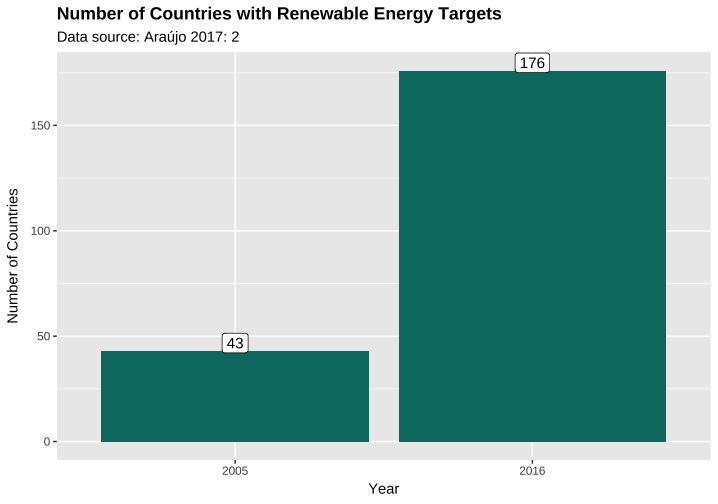 Number of Countries with Renewable Energy Targets
Data source: Araújo 2017: 2
176
150
100
50
43
0
Number of Countries
2005
2016
Year